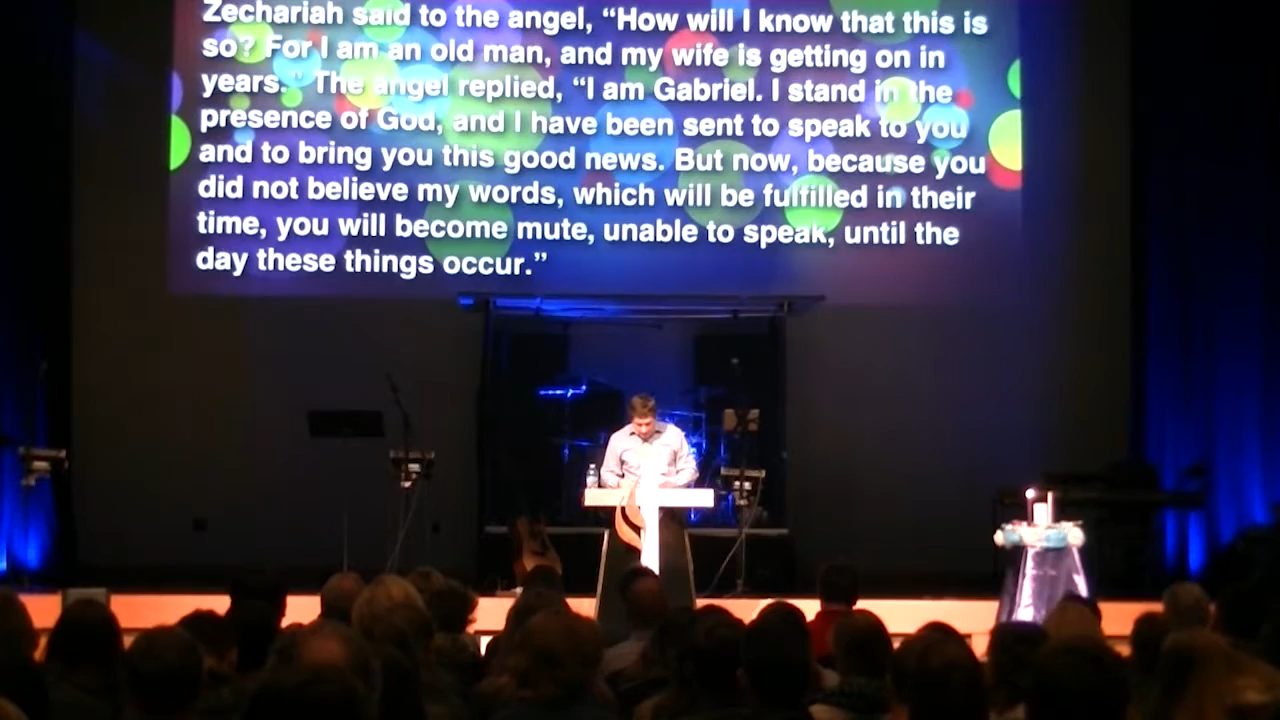 Zechariah said to the angel, “How will I know that this is
so? For I am an old man, and my wife is getting on in
years.” The angel replied, “I am Gabriel. I stand in the
presence of God, and I have been sent to speak to you
and to bring you this good news. But now, because you
did not believe my words, which will be fulfilled in their
time, you will become mute, unable to speak, until the
day these things occur.”